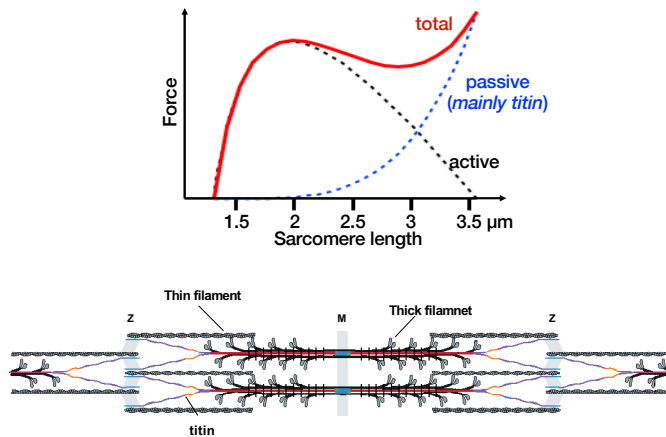 total
Force
passive
(mainly titin)
active
1.5 2 2.5 3 3.5 μm
Sarcomere length
Thin filament
Thick filamnet
Z M Z
titin